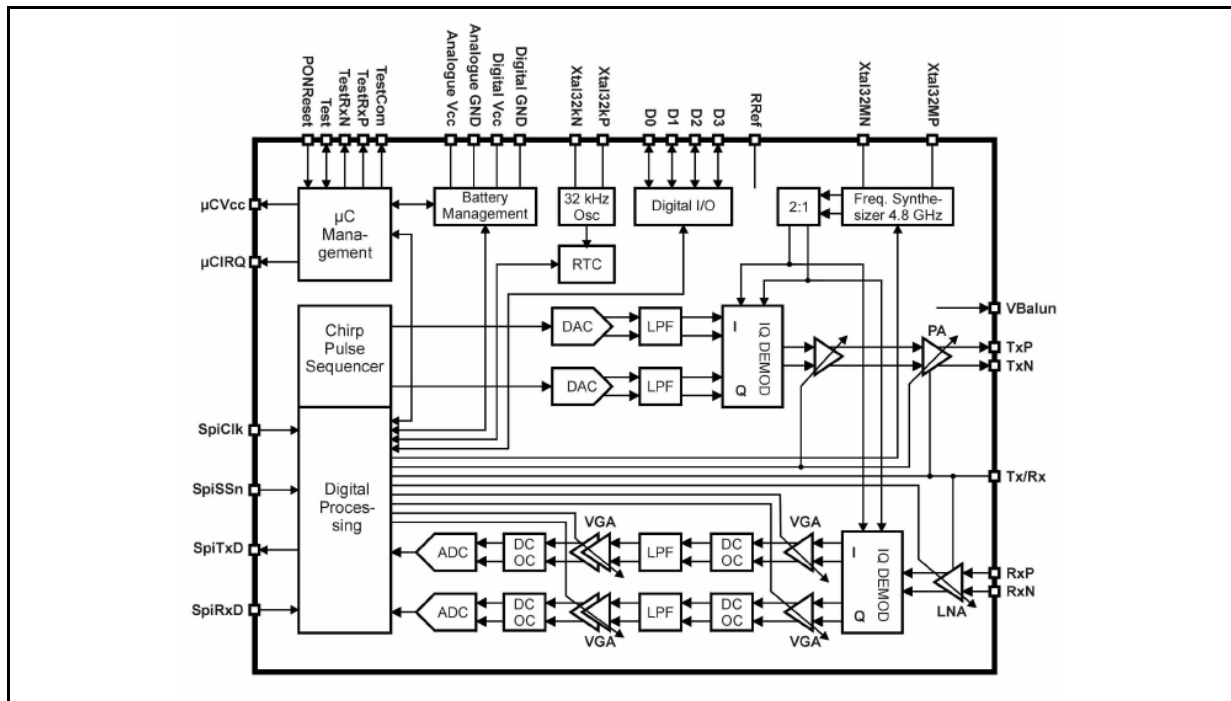 PONReset
Test
TestRxN
TestRxP
TestCom
Analogue Vcc
Analogue GND
Digital Vcc
Digital GND
Xtal32kN
Xtal32kP
D0
D1
D2
D3
RRef
Xtal32MN
Xtal32MP
µCVcc
µCIRQ
µC
Mana-
gement
Battery
Management
32 kHz
Osc
RTC
Digital I/O
2:1
Freq. Synthe-
sizer 4.8 GHz
VBalun
Chirp
Pulse
Sequencer
DAC
LPF
I
IQ DEMOD
Q
DAC
LPF
PA
TxP
TxN
SpiClk
SpiSSn
SpiTxD
SpiRxD
Digital
Proces-
sing
Tx/Rx
ADC
DC
OC
VGA
LPF
DC
OC
VGA
I
IQ DEMOD
Q
RxP
RxN
LNA
ADC
DC
OC
VGA
LPF
DC
OC
VGA